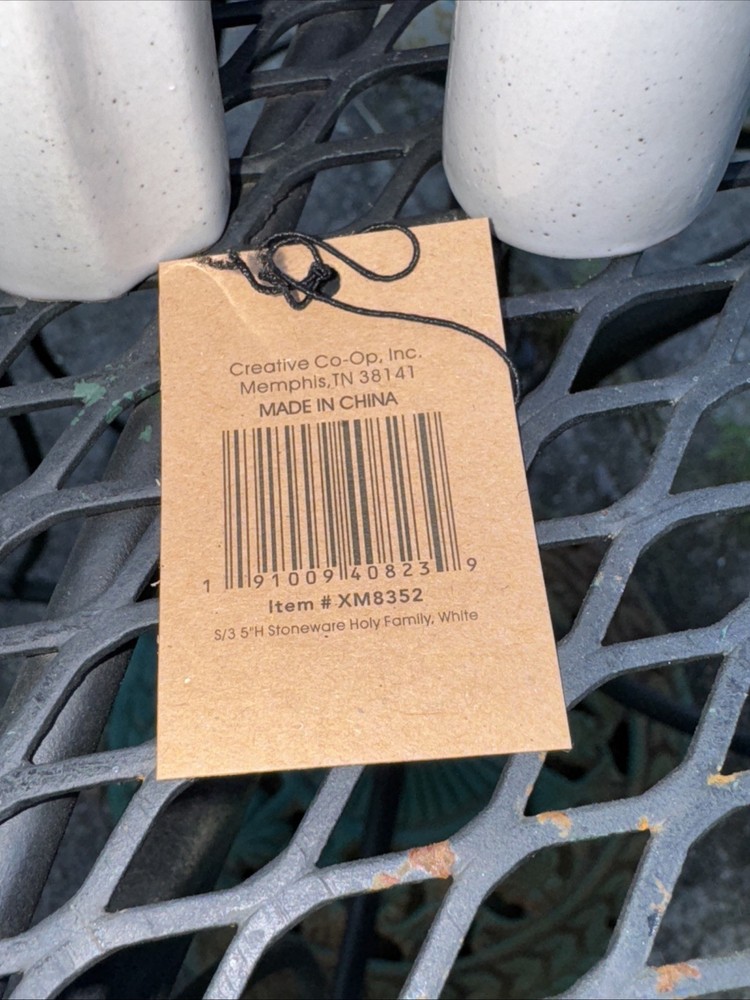 Creative Co-Op, Inc.
Memphis,TN 38141
MADE IN CHINA
1 91009 40823 9
Item # XM8352
S/3 5"H Stoneware Holy Family, White